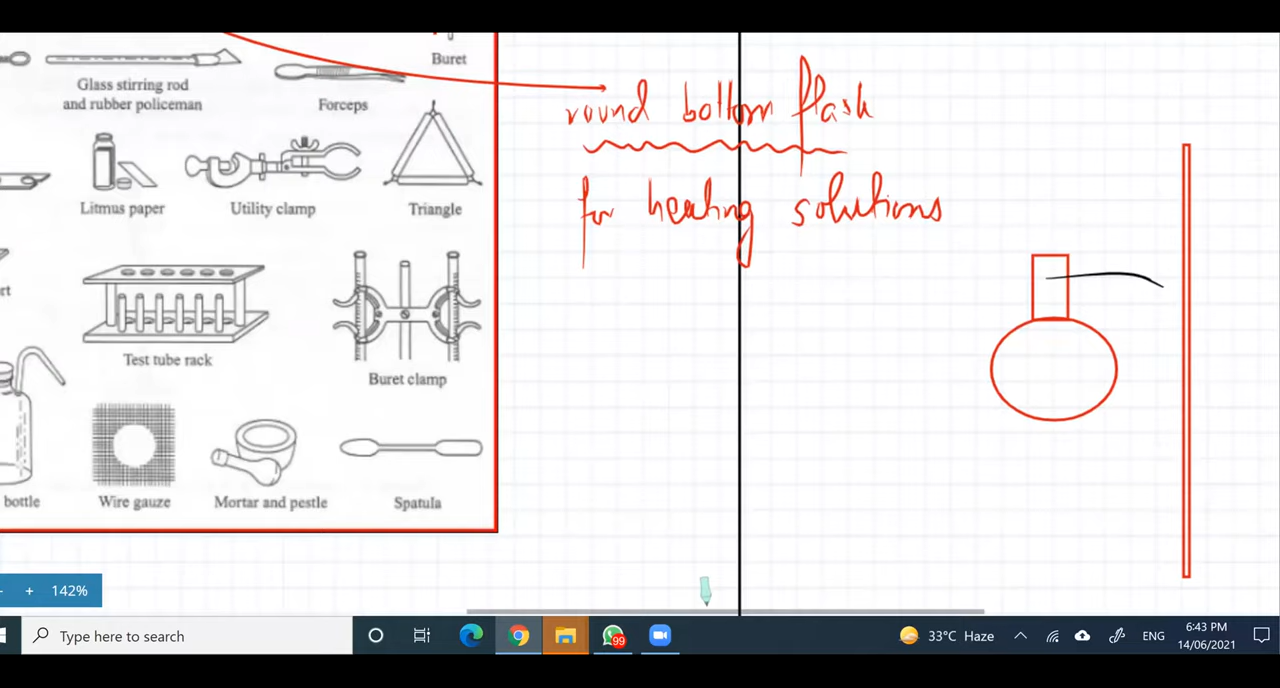 Buret
Glass stirring rod
and rubber policeman
Forceps
round bottom flask
for heating solutions
Litmus paper
Utility clamp
Triangle
Test tube rack
Buret clamp
bottle
Wire gauze
Mortar and pestle
Spatula
- + 142%
Type here to search
99
33°C Haze
ENG
6:43 PM
14/06/2021